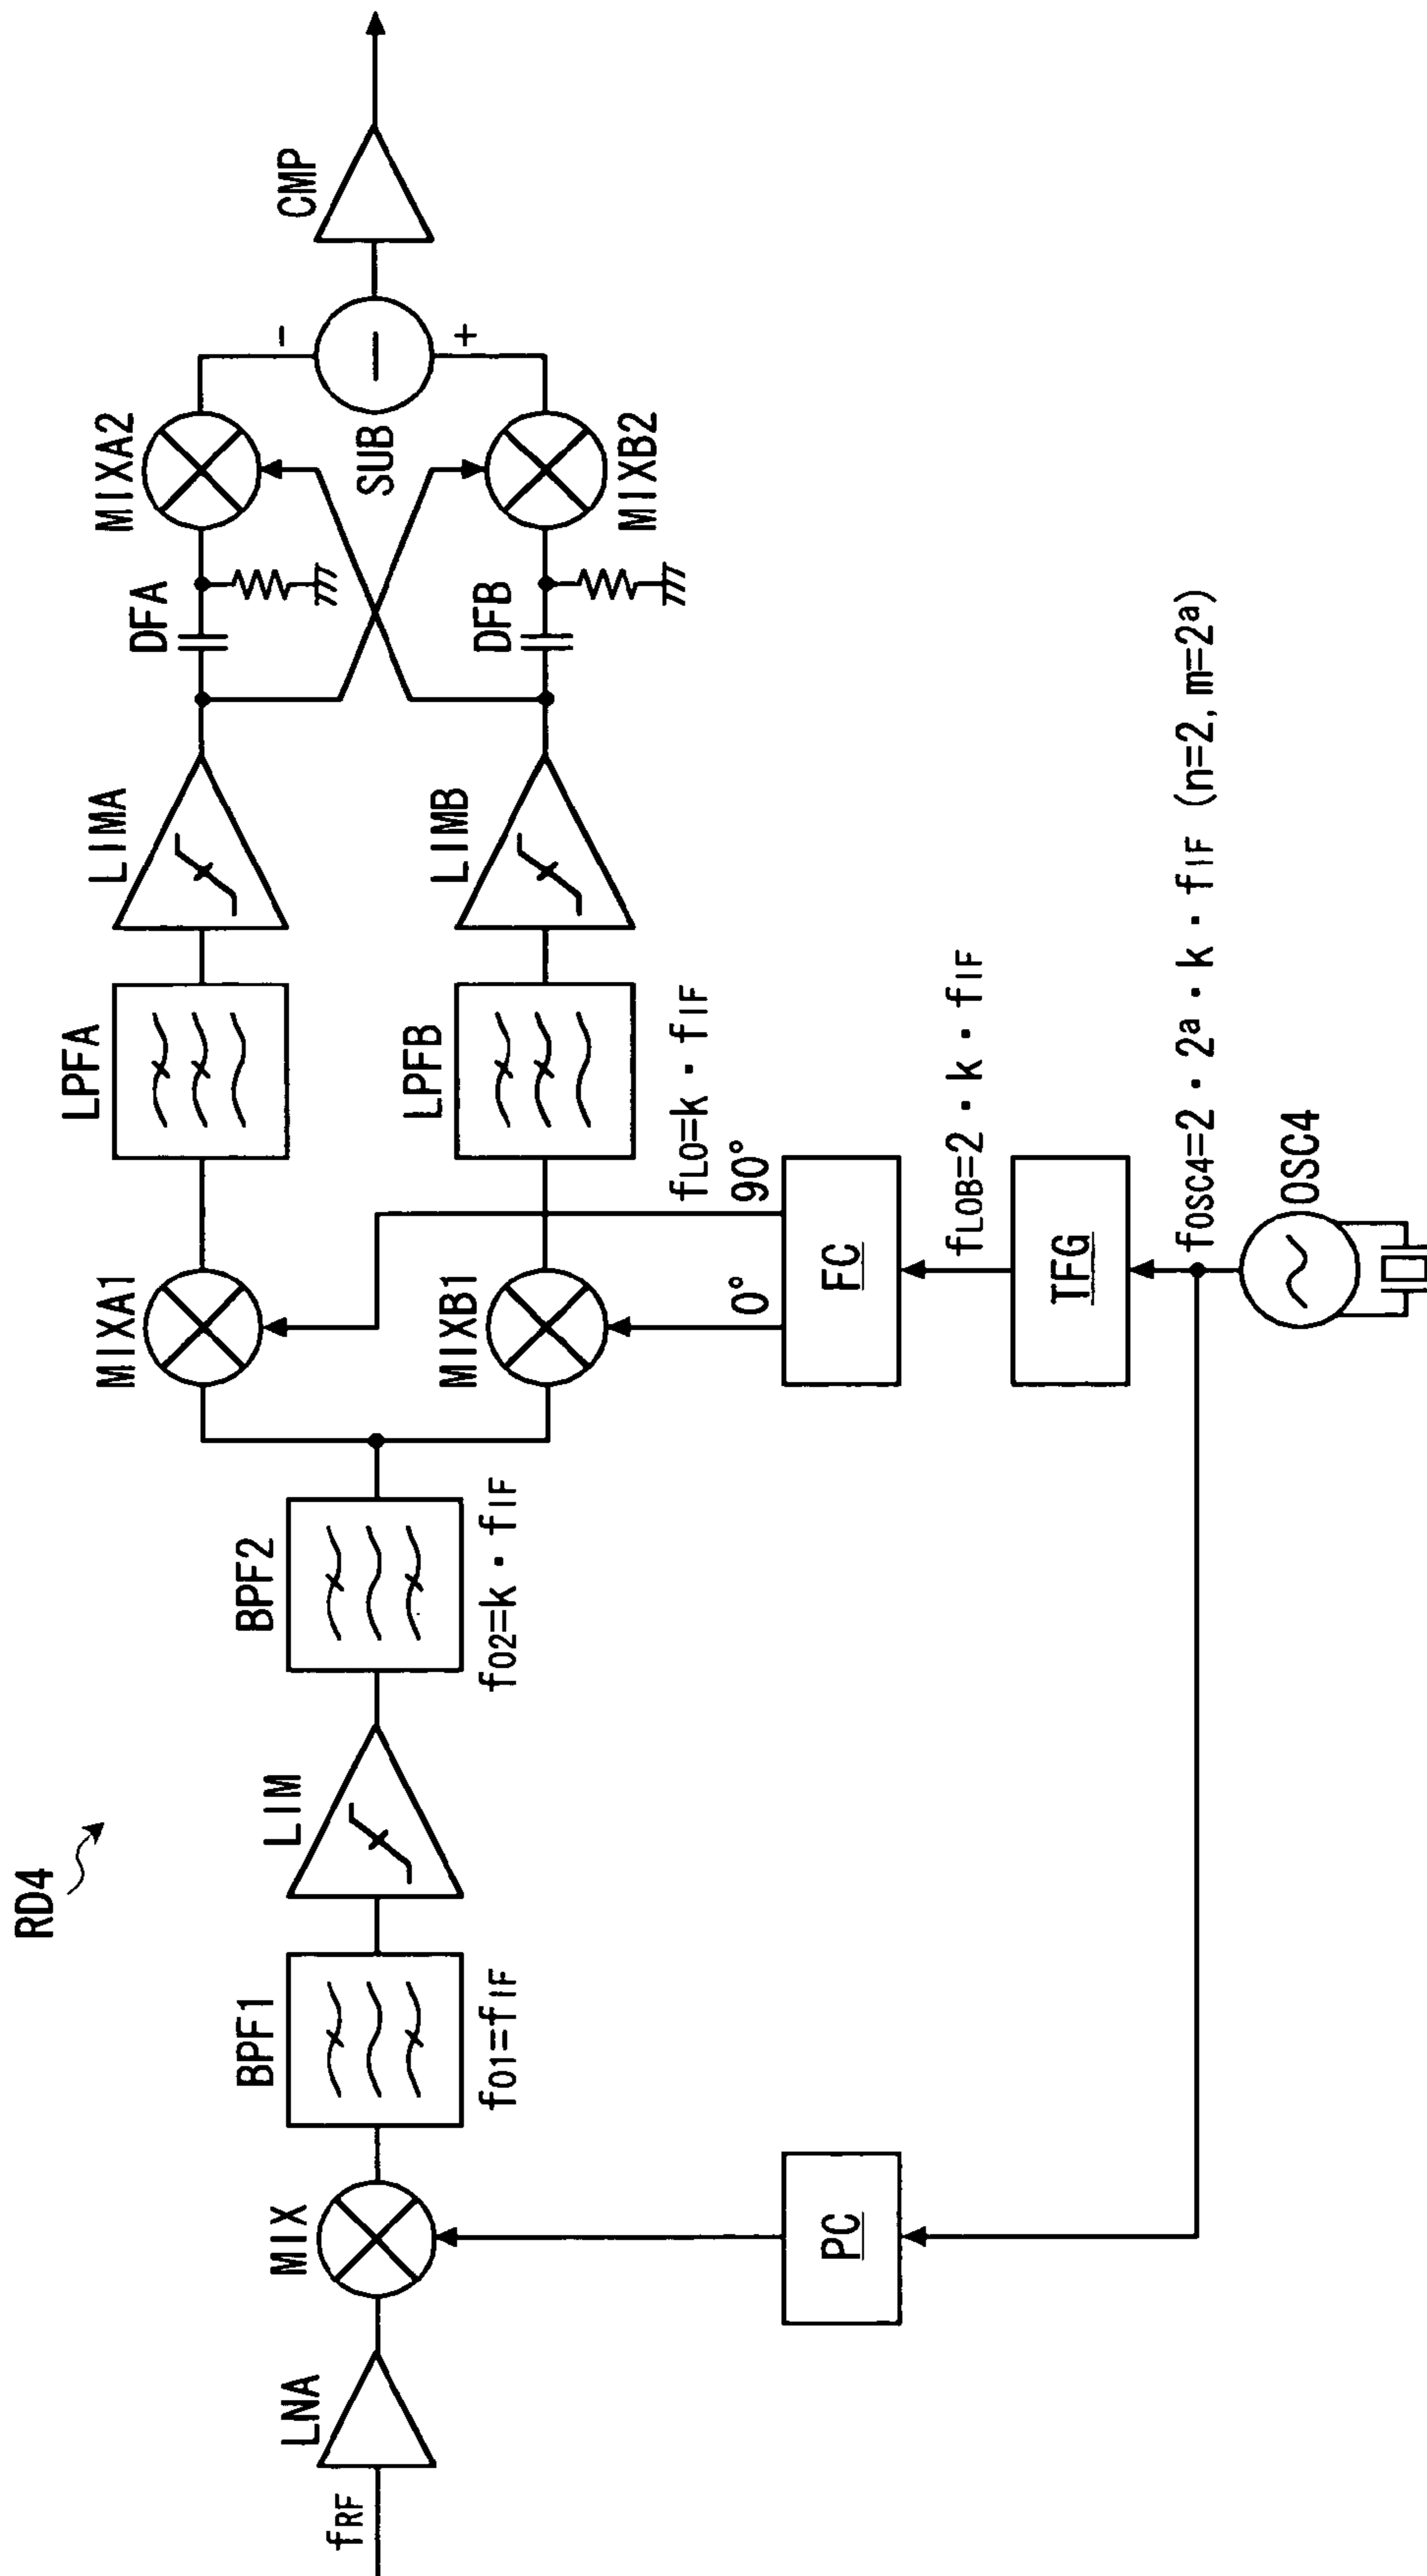 RD4
fRF
LNA
MIX
BPF1
fO1=fIF
LIM
BPF2
fO2=k・fIF
MIXA1
MIXB1
LPFA
LPFB
LIMA
LIMB
DFA
DFB
MIXA2
MIXB2
-
+
SUB
CMP
fLO=k・fIF
0°
90°
FC
fLOB=2・k・fIF
TFG
fOSC4=2・2ᵃ・k・fIF (n=2, m=2ᵃ)
OSC4
PC